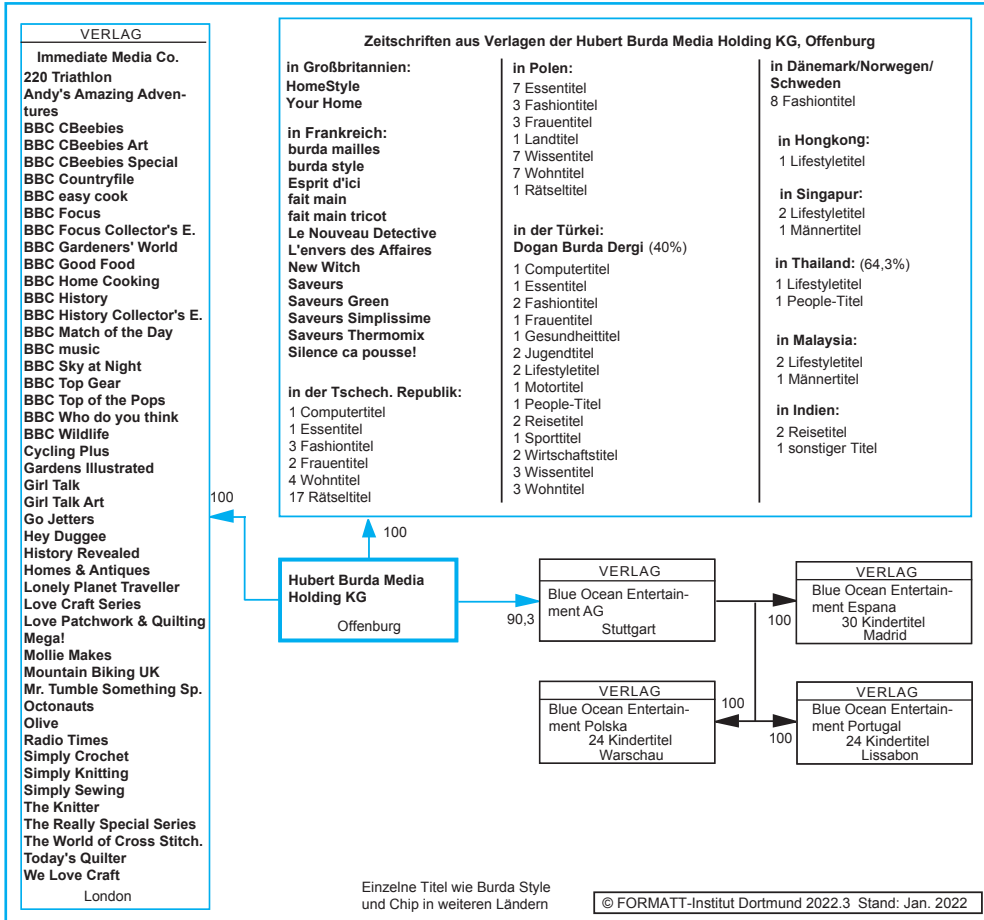 VERLAG
Immediate Media Co.
220 Triathlon
Andy's Amazing Adven-
tures
BBC CBeebies
BBC CBeebies Art
BBC CBeebies Special
BBC Countryfile
BBC easy cook
BBC Focus
BBC Focus Collector's E.
BBC Gardeners' World
BBC Good Food
BBC Home Cooking
BBC History
BBC History Collector's E.
BBC Match of the Day
BBC music
BBC Sky at Night
BBC Top Gear
BBC Top of the Pops
BBC Who do you think
BBC Wildlife
Cycling Plus
Gardens Illustrated
Girl Talk
Girl Talk Art
Go Jetters
Hey Duggee
History Revealed
Homes & Antiques
Lonely Planet Traveller
Love Craft Series
Love Patchwork & Quilting
Mega!
Mollie Makes
Mountain Biking UK
Mr. Tumble Something Sp.
Octonauts
Olive
Radio Times
Simply Crochet
Simply Knitting
Simply Sewing
The Knitter
The Really Special Series
The World of Cross Stitch.
Today's Quilter
We Love Craft
London
Zeitschriften aus Verlagen der Hubert Burda Media Holding KG, Offenburg
in Großbritannien:
HomeStyle
Your Home
in Frankreich:
burda mailles
burda style
Esprit d'ici
fait main
fait main tricot
Le Nouveau Detective
L'envers des Affaires
New Witch
Saveurs
Saveurs Green
Saveurs Simplissime
Saveurs Thermomix
Silence ca pousse!
in der Tschech. Republik:
1 Computertitel
1 Essentitel
3 Fashiontitel
2 Frauentitel
4 Wohntitel
17 Rätseltitel
in Polen:
7 Essentitel
3 Fashiontitel
3 Frauentitel
1 Landtitel
7 Wissentitel
7 Wohntitel
1 Rätseltitel
in der Türkei:
Dogan Burda Dergi (40%)
1 Computertitel
1 Essentitel
2 Fashiontitel
1 Frauentitel
1 Gesundheittitel
2 Jugendtitel
2 Lifestyletitel
1 Motortitel
1 People-Titel
2 Reisetitel
1 Sporttitel
2 Wirtschaftstitel
3 Wissentitel
3 Wohntitel
in Dänemark/Norwegen/
Schweden
8 Fashiontitel
in Hongkong:
1 Lifestyletitel
in Singapur:
2 Lifestyletitel
1 Männertitel
in Thailand: (64,3%)
1 Lifestyletitel
1 People-Titel
in Malaysia:
2 Lifestyletitel
1 Männertitel
in Indien:
2 Reisetitel
1 sonstiger Titel
100
100
Hubert Burda Media
Holding KG
Offenburg
90,3
VERLAG
Blue Ocean Entertain-
ment AG
Stuttgart
100
VERLAG
Blue Ocean Entertain-
ment Espana
30 Kindertitel
Madrid
VERLAG
Blue Ocean Entertain-
ment Polska
24 Kindertitel
Warschau
100
100
VERLAG
Blue Ocean Entertain-
ment Portugal
24 Kindertitel
Lissabon
Einzelne Titel wie Burda Style
und Chip in weiteren Ländern
© FORMATT-Institut Dortmund 2022.3 Stand: Jan. 2022